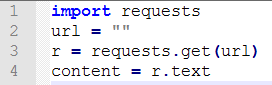 1 import requests
2 url = ""
3 r = requests.get(url)
4 content = r.text